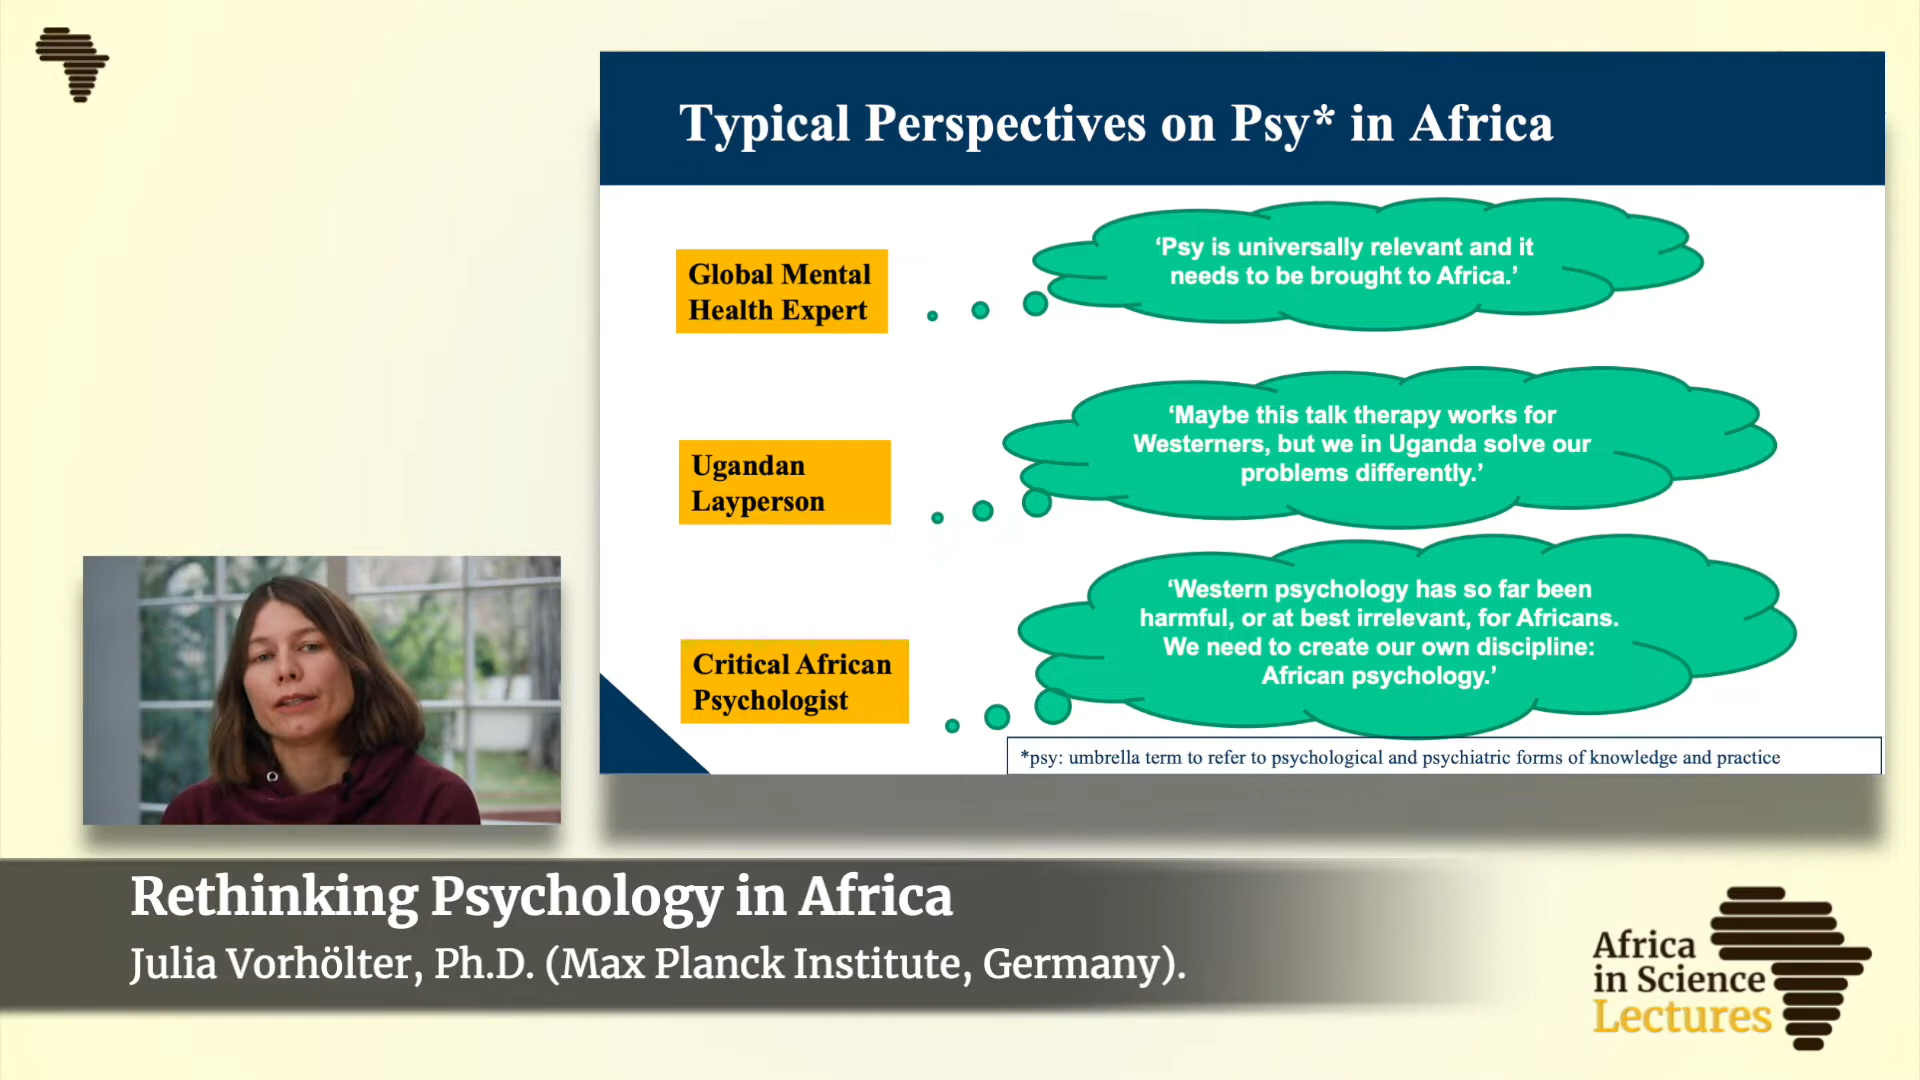 Typical Perspectives on Psy* in Africa
Global Mental
Health Expert
‘Psy is universally relevant and it
needs to be brought to Africa.’
Ugandan
Layperson
‘Maybe this talk therapy works for
Westerners, but we in Uganda solve our
problems differently.’
Critical African
Psychologist
‘Western psychology has so far been
harmful, or at best irrelevant, for Africans.
We need to create our own discipline:
African psychology.’
*psy: umbrella term to refer to psychological and psychiatric forms of knowledge and practice
Rethinking Psychology in Africa
Julia Vorhölter, Ph.D. (Max Planck Institute, Germany).
Africa
in Science
Lectures